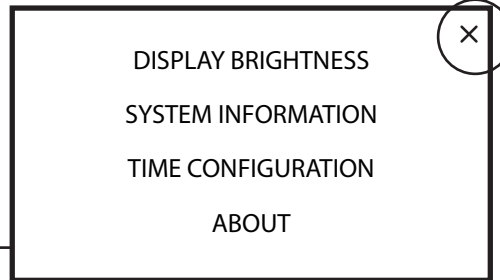 DISPLAY BRIGHTNESS
SYSTEM INFORMATION
TIME CONFIGURATION
ABOUT